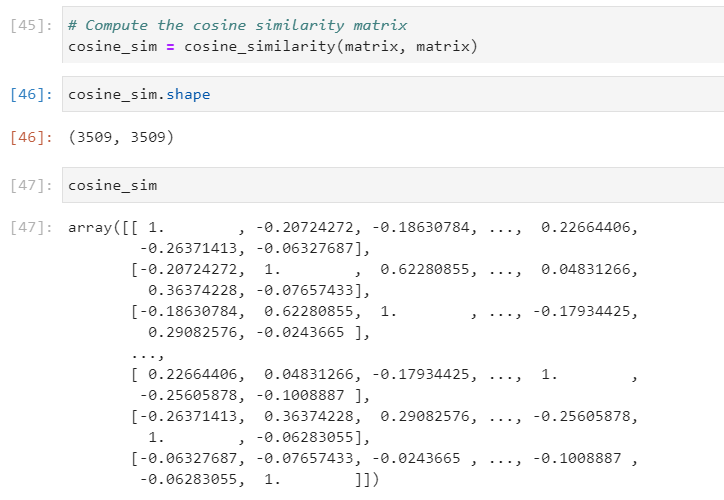 [45]: # Compute the cosine similarity matrix
cosine_sim = cosine_similarity(matrix, matrix)
[46]: cosine_sim.shape
[46]: (3509, 3509)
[47]: cosine_sim
[47]: array([[ 1.        , -0.20724272, -0.18630784, ...,  0.22664406,
        -0.26371413, -0.06327687],
       [-0.20724272,  1.        ,  0.62280855, ...,  0.04831266,
         0.36374228, -0.07657433],
       [-0.18630784,  0.62280855,  1.        , ..., -0.17934425,
         0.29082576, -0.0243665 ],
       ...,
       [ 0.22664406,  0.04831266, -0.17934425, ...,  1.        ,
        -0.25605878, -0.1008887 ],
       [-0.26371413,  0.36374228,  0.29082576, ..., -0.25605878,
         1.        , -0.06283055],
       [-0.06327687, -0.07657433, -0.0243665 , ..., -0.1008887 ,
        -0.06283055,  1.        ]])